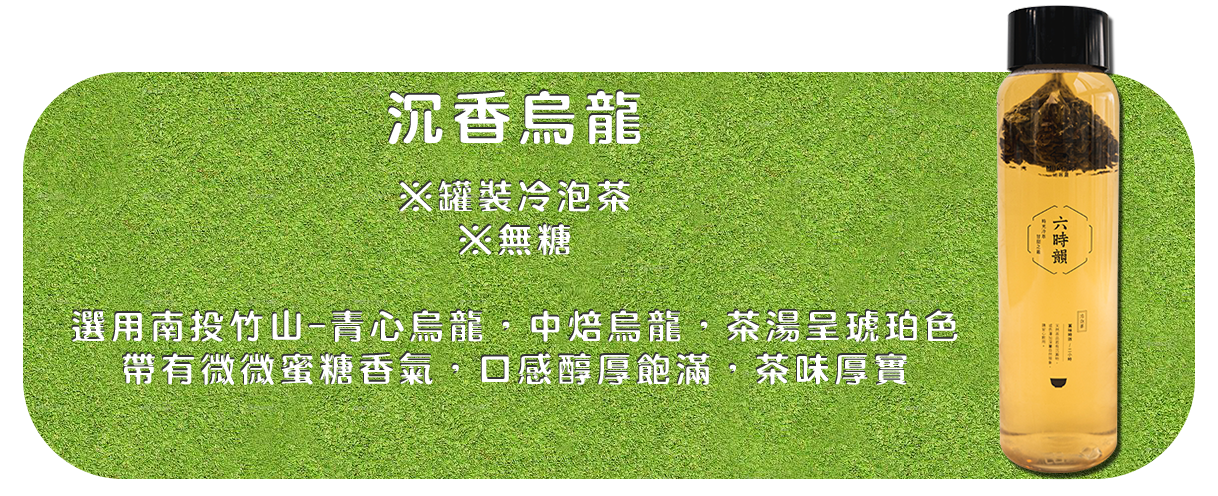 沉香烏龍
※罐裝冷泡茶
※無糖
選用南投竹山-青心烏龍，中焙烏龍，茶湯呈琥珀色
帶有微微蜜糖香氣，口感醇厚飽滿，茶味厚實
六時韻